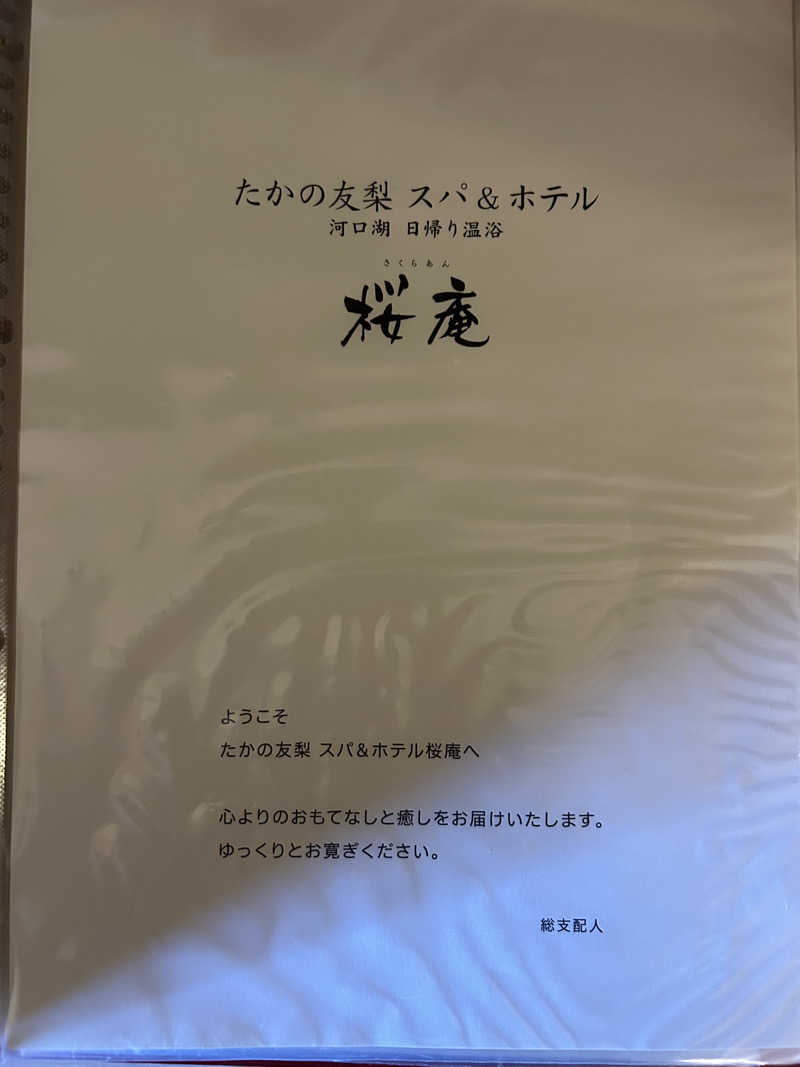 たかの友梨 スパ＆ホテル
河口湖 日帰り温浴
さくらあん
桜庵
ようこそ
たかの友梨 スパ&ホテル桜庵へ
心よりのおもてなしと癒しをお届けいたします。
ゆっくりとお寛ぎください。
総支配人